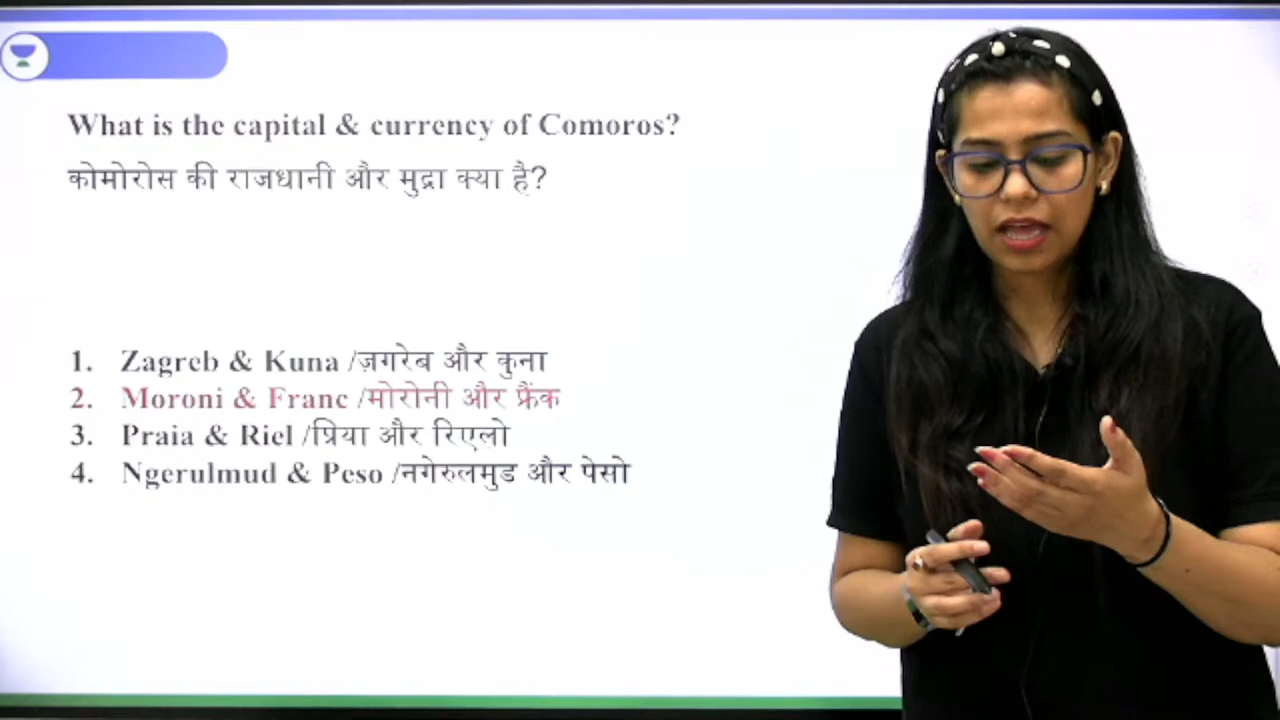 What is the capital & currency of Comoros?
कोमोरोस की राजधानी और मुद्रा क्या है?
1. Zagreb & Kuna /ज़गरेब और कुना
2. Moroni & Franc /मोरोनी और फ्रैंक
3. Praia & Riel /प्रिया और रिएलो
4. Ngerulmud & Peso /नगेरुलमुड और पेसो